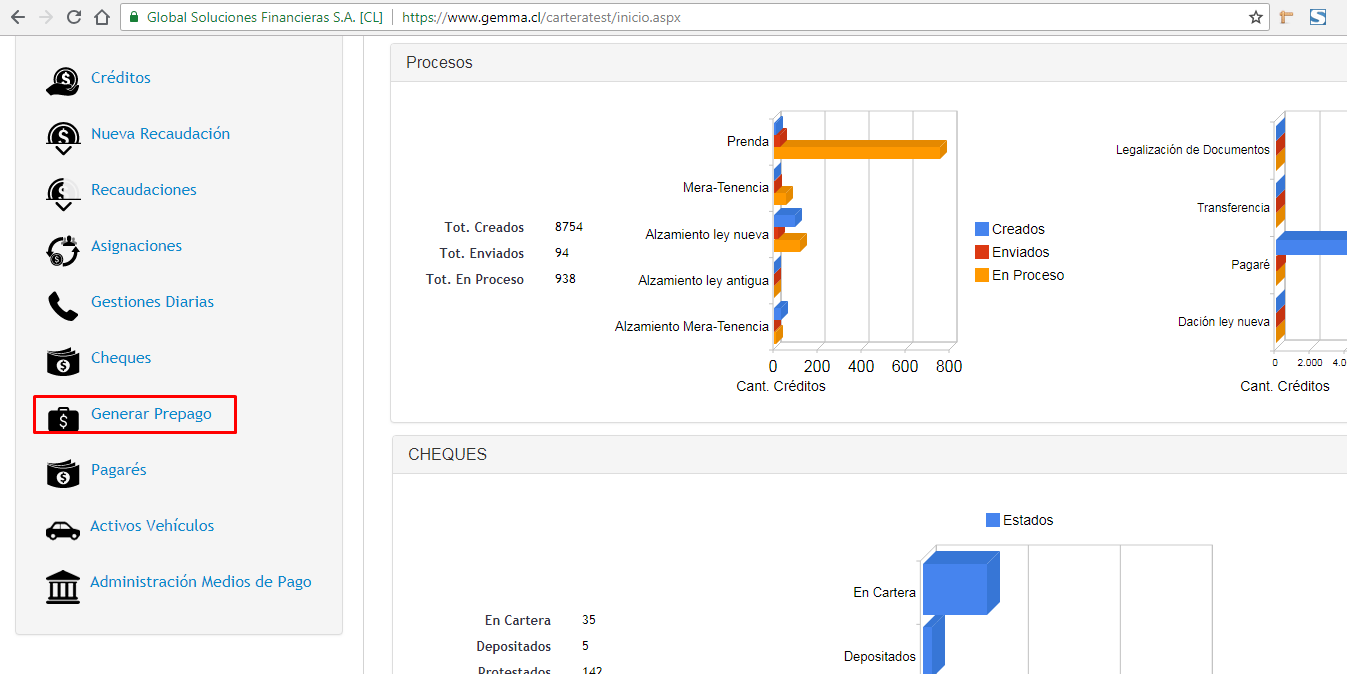 Global Soluciones Financieras S.A. [CL] https://www.gemma.cl/carteratest/inicio.aspx
Créditos
Nueva Recaudación
Recaudaciones
Asignaciones
Gestiones Diarias
Cheques
Generar Prepago
Pagarés
Activos Vehículos
Administración Medios de Pago
Procesos
Tot. Creados 8754
Tot. Enviados 94
Tot. En Proceso 938
Prenda
Mera-Tenencia
Alzamiento ley nueva
Alzamiento ley antigua
Alzamiento Mera-Tenencia
0 200 400 600 800
Cant. Créditos
Creados
Enviados
En Proceso
Legalización de Documentos
Transferencia
Pagaré
Dación ley nueva
0 2.000 4.0
Cant. Créditos
CHEQUES
En Cartera 35
Depositados 5
Protestados 142
Estados
En Cartera
Depositados